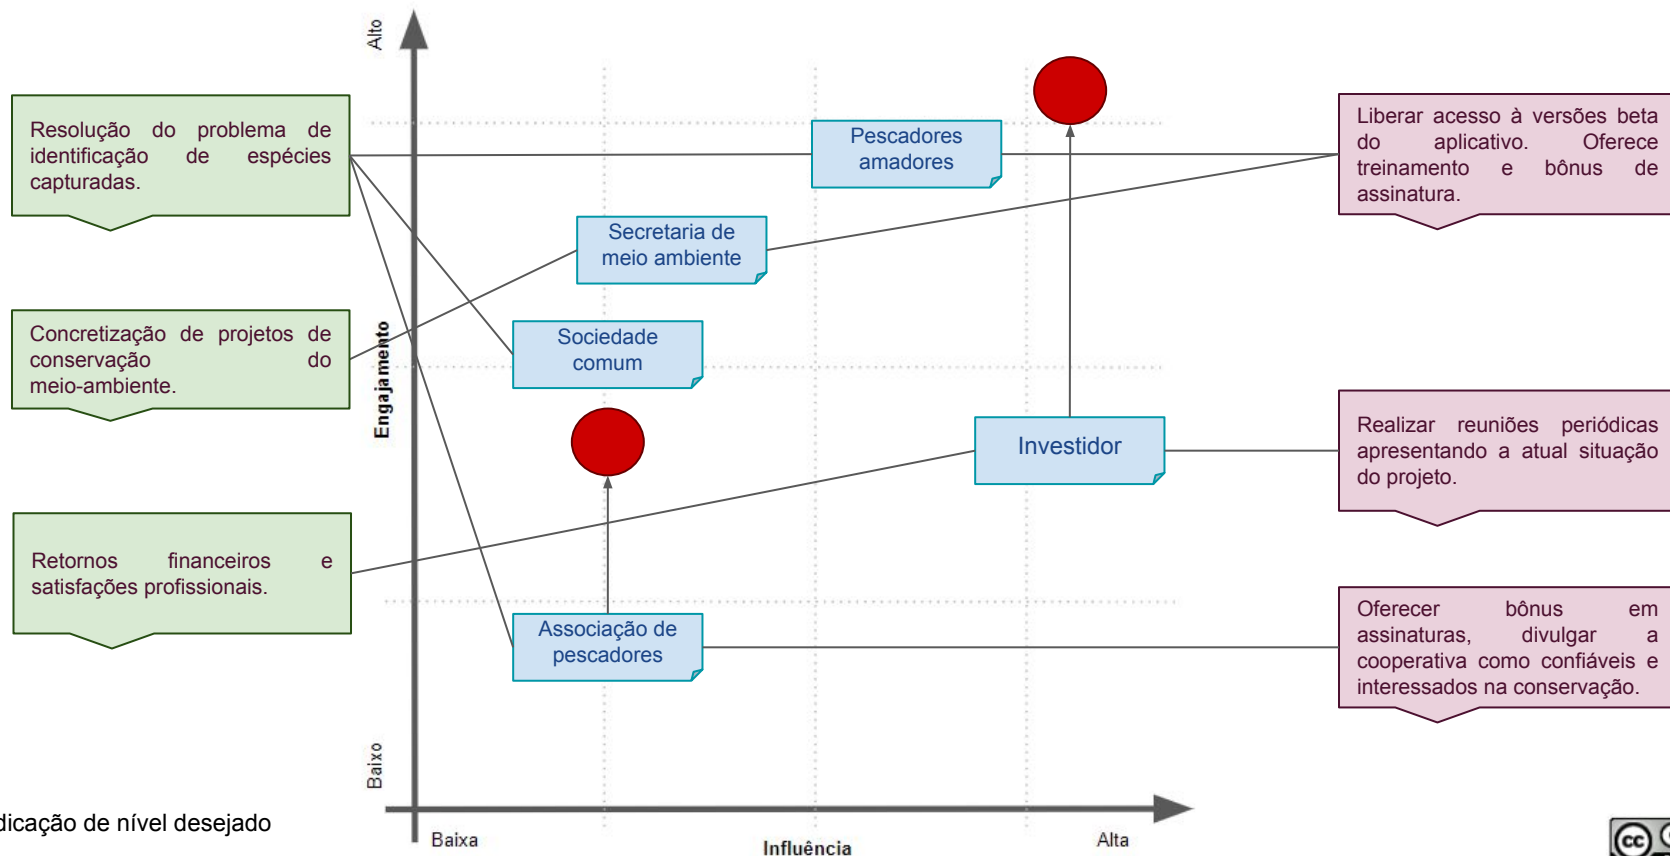 Alto
Resolução do problema de
identificação de espécies
capturadas.
Pescadores
amadores
Liberar acesso à versões beta
do aplicativo. Oferece
treinamento e bônus de
assinatura.
Secretaria de
meio ambiente
Concretização de projetos de
conservação do
meio-ambiente.
Engajamento
Sociedade
comum
Investidor
Realizar reuniões periódicas
apresentando a atual situação
do projeto.
Retornos financeiros e
satisfações profissionais.
Associação de
pescadores
Oferecer bônus em
assinaturas, divulgar a
cooperativa como confiáveis e
interessados na conservação.
Baixo
dicação de nível desejado
Baixa
Influência
Alta
cc